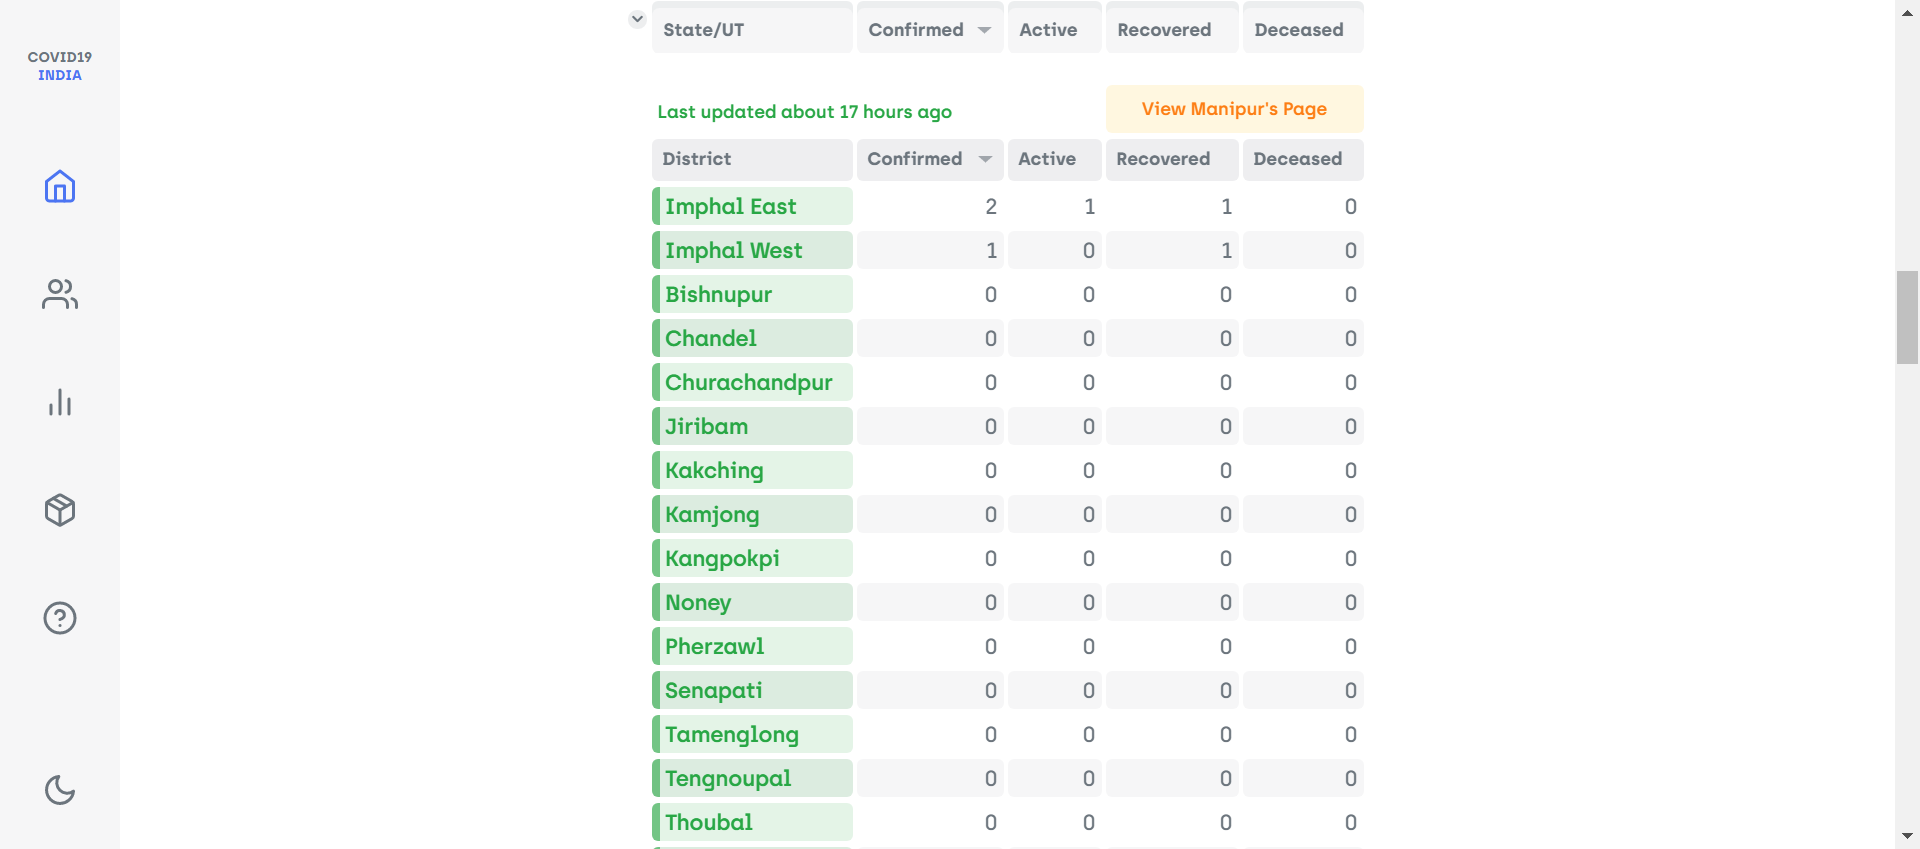 COVID19
INDIA
State/UT Confirmed Active Recovered Deceased
Last updated about 17 hours ago View Manipur's Page
District Confirmed Active Recovered Deceased
Imphal East 2 1 1 0
Imphal West 1 0 1 0
Bishnupur 0 0 0 0
Chandel 0 0 0 0
Churachandpur 0 0 0 0
Jiribam 0 0 0 0
Kakching 0 0 0 0
Kamjong 0 0 0 0
Kangpokpi 0 0 0 0
Noney 0 0 0 0
Pherzawl 0 0 0 0
Senapati 0 0 0 0
Tamenglong 0 0 0 0
Tengnoupal 0 0 0 0
Thoubal 0 0 0 0